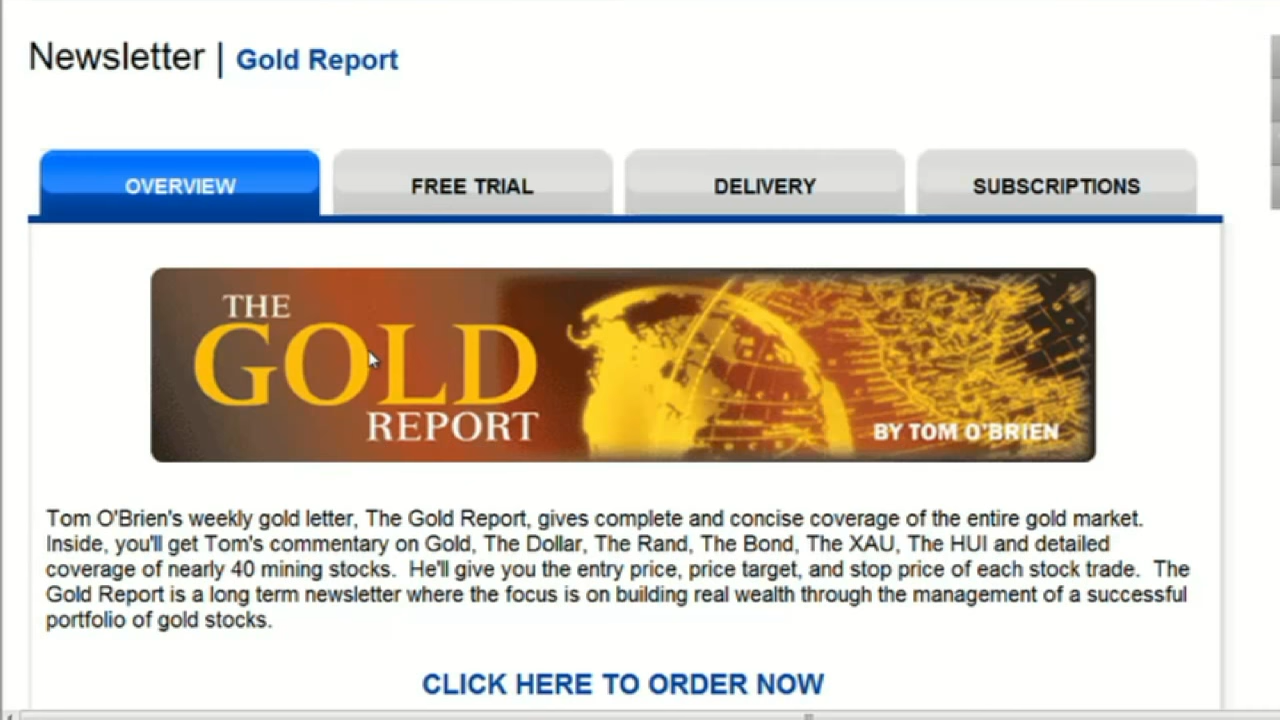 Newsletter | Gold Report
OVERVIEW FREE TRIAL DELIVERY SUBSCRIPTIONS
THE
GOLD
REPORT
BY TOM O'BRIEN
Tom O'Brien's weekly gold letter, The Gold Report, gives complete and concise coverage of the entire gold market.
Inside, you'll get Tom's commentary on Gold, The Dollar, The Rand, The Bond, The XAU, The HUI and detailed
coverage of nearly 40 mining stocks.  He'll give you the entry price, price target, and stop price of each stock trade.  The
Gold Report is a long term newsletter where the focus is on building real wealth through the management of a successful
portfolio of gold stocks.
CLICK HERE TO ORDER NOW